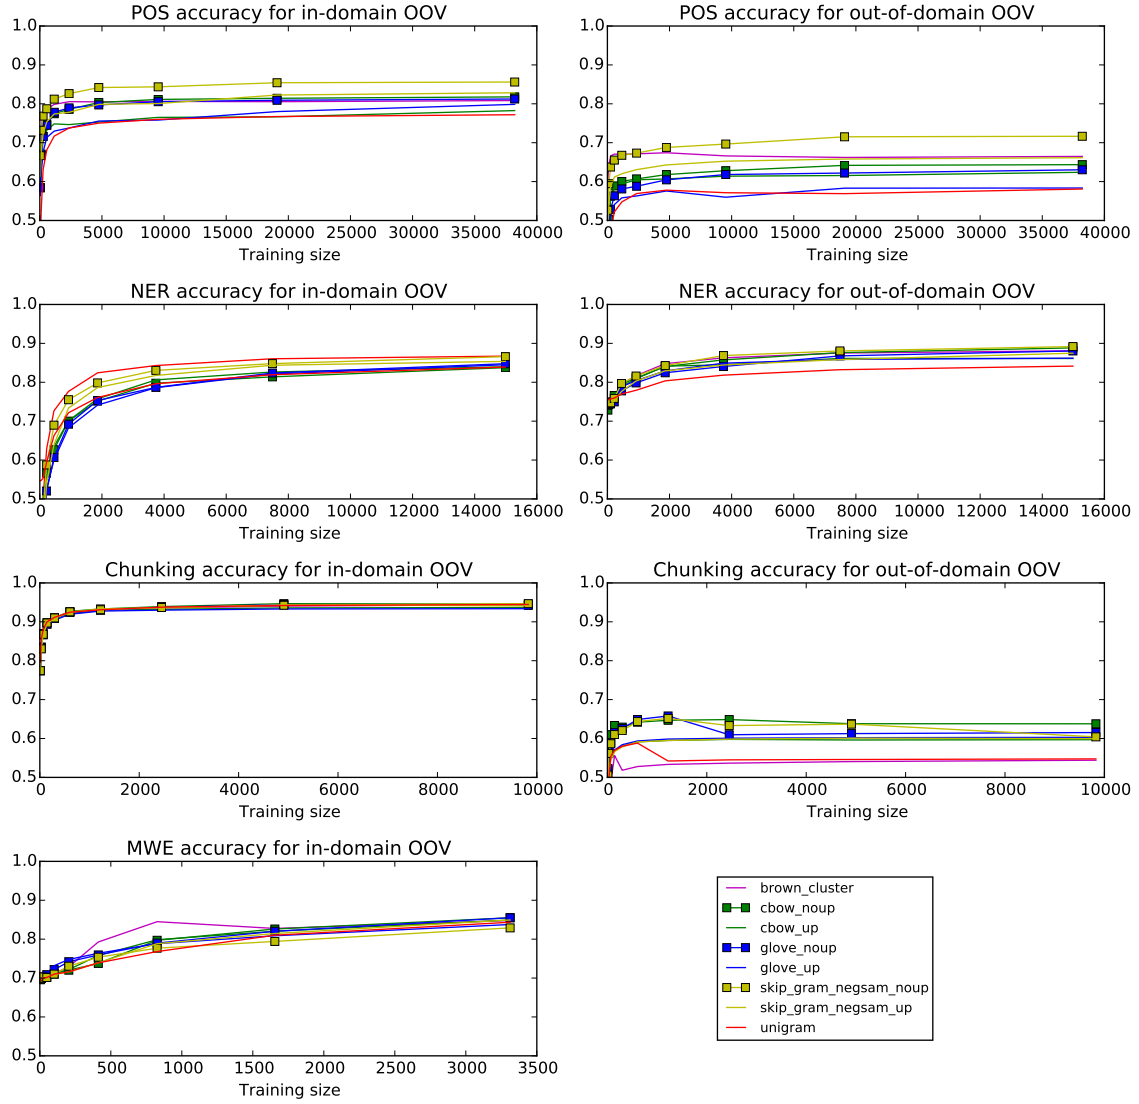 POS accuracy for in-domain OOV
1.0
0.9
0.8
0.7
0.6
0.5
0 5000 10000 15000 20000 25000 30000 35000 40000
Training size
POS accuracy for out-of-domain OOV
1.0
0.9
0.8
0.7
0.6
0.5
0 5000 10000 15000 20000 25000 30000 35000 40000
Training size
NER accuracy for in-domain OOV
1.0
0.9
0.8
0.7
0.6
0.5
0 2000 4000 6000 8000 10000 12000 14000 16000
Training size
NER accuracy for out-of-domain OOV
1.0
0.9
0.8
0.7
0.6
0.5
0 2000 4000 6000 8000 10000 12000 14000 16000
Training size
Chunking accuracy for in-domain OOV
1.0
0.9
0.8
0.7
0.6
0.5
0 2000 4000 6000 8000 10000
Training size
Chunking accuracy for out-of-domain OOV
1.0
0.9
0.8
0.7
0.6
0.5
0 2000 4000 6000 8000 10000
Training size
MWE accuracy for in-domain OOV
1.0
0.9
0.8
0.7
0.6
0.5
0 500 1000 1500 2000 2500 3000 3500
Training size
brown_cluster
cbow_noup
cbow_up
glove_noup
glove_up
skip_gram_negsam_noup
skip_gram_negsam_up
unigram